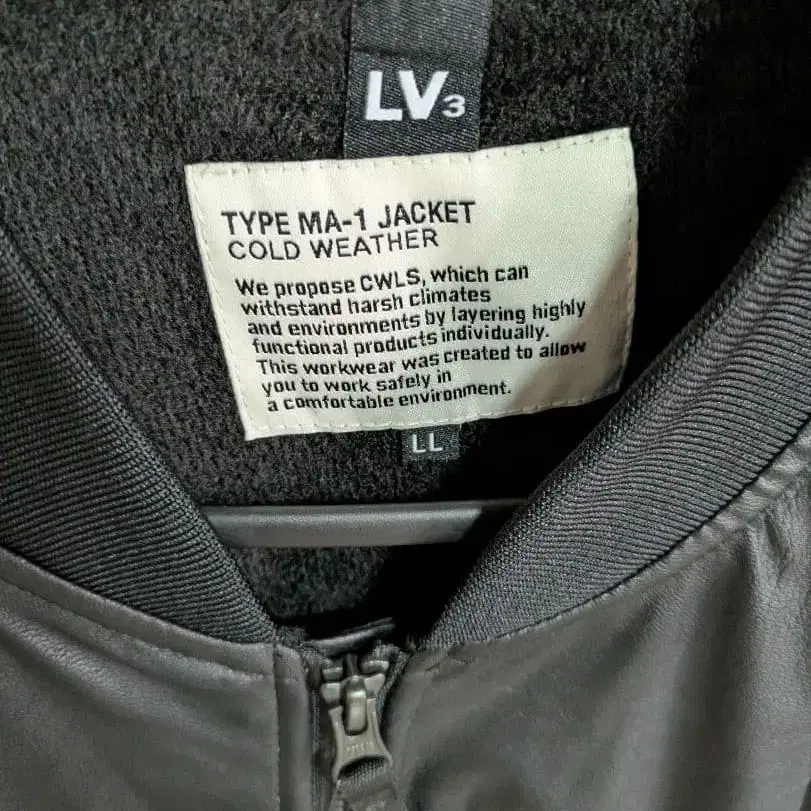 LV3
TYPE MA-1 JACKET
COLD WEATHER
We propose CWLS, which can
withstand harsh climates
and environments by layering highly
functional products individually.
This workwear was created to allow
you to work safely in
a comfortable environment.
LL